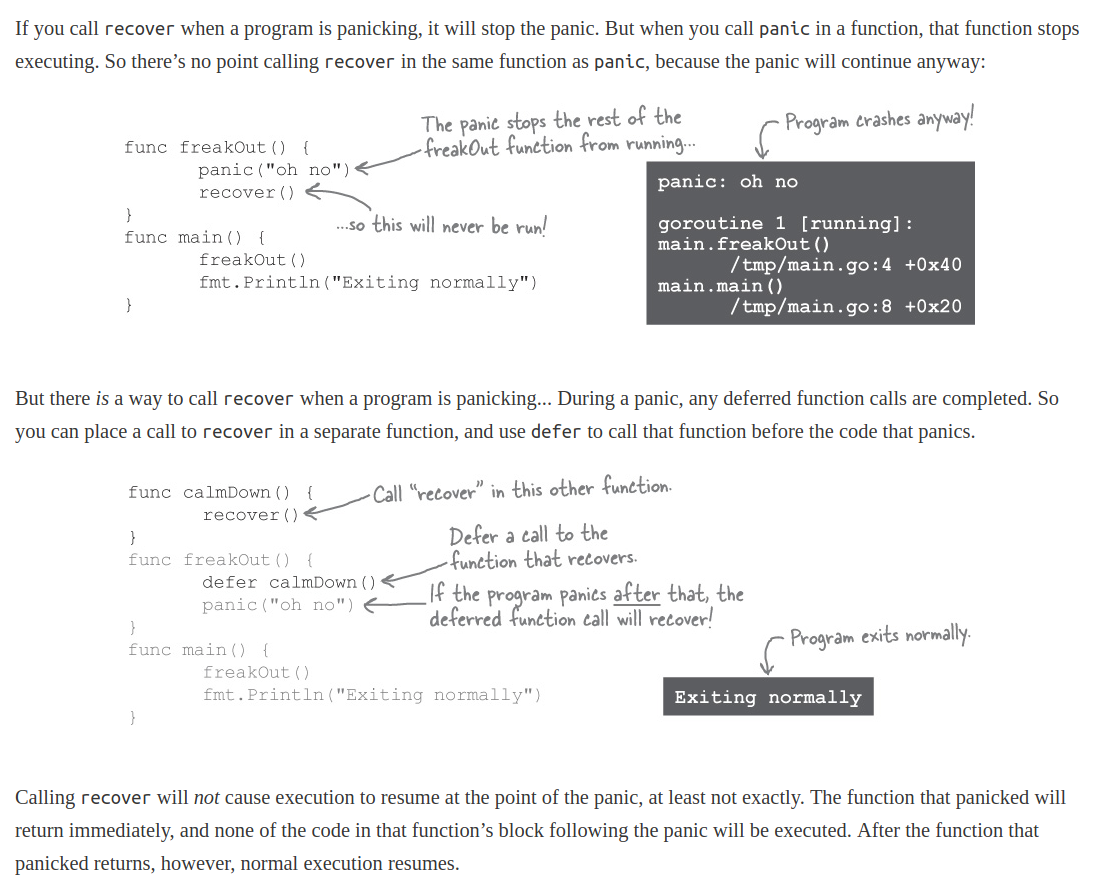 If you call recover when a program is panicking, it will stop the panic. But when you call panic in a function, that function stops
executing. So there’s no point calling recover in the same function as panic, because the panic will continue anyway:
The panic stops the rest of the
freakOut function from running...
Program crashes anyway!
func freakOut() {
panic("oh no")
recover()
}
...so this will never be run!
func main() {
freakOut()
fmt.Println("Exiting normally")
}
panic: oh no
goroutine 1 [running]:
main.freakOut()
/tmp/main.go:4 +0x40
main.main()
/tmp/main.go:8 +0x20
But there is a way to call recover when a program is panicking... During a panic, any deferred function calls are completed. So
you can place a call to recover in a separate function, and use defer to call that function before the code that panics.
func calmDown() {
recover()
}
func freakOut() {
defer calmDown()
panic("oh no")
}
func main() {
freakOut()
fmt.Println("Exiting normally")
}
Call “recover” in this other function.
Defer a call to the
function that recovers.
If the program panics after that, the
deferred function call will recover!
Program exits normally.
Exiting normally
Calling recover will not cause execution to resume at the point of the panic, at least not exactly. The function that panicked will
return immediately, and none of the code in that function’s block following the panic will be executed. After the function that
panicked returns, however, normal execution resumes.